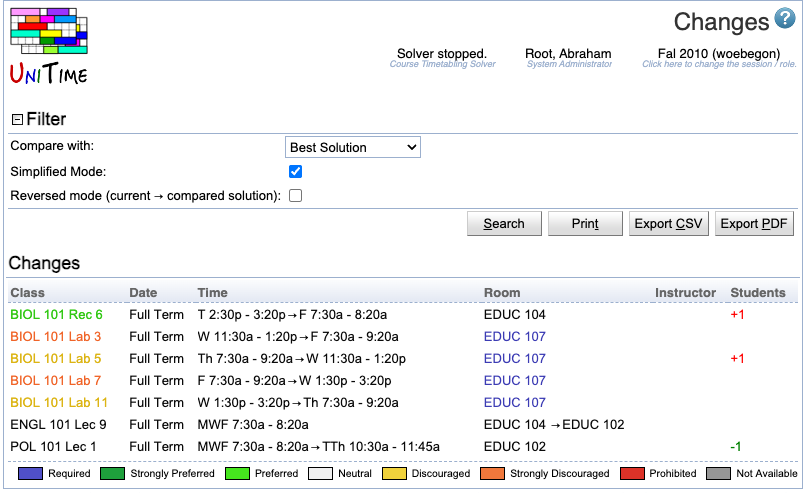 Changes
UniTime
Solver stopped. Root, Abraham Fal 2010 (woebegon)
Course Timetabling Solver System Administrator Click here to change the session / role.
Filter
Compare with: Best Solution
Simplified Mode:
Reversed mode (current → compared solution):
Search Print Export CSV Export PDF
Changes
Class Date Time Room Instructor Students
BIOL 101 Rec 6 Full Term T 2:30p - 3:20p → F 7:30a - 8:20a EDUC 104 +1
BIOL 101 Lab 3 Full Term W 11:30a - 1:20p → F 7:30a - 9:20a EDUC 107
BIOL 101 Lab 5 Full Term Th 7:30a - 9:20a → W 11:30a - 1:20p EDUC 107 +1
BIOL 101 Lab 7 Full Term F 7:30a - 9:20a → W 1:30p - 3:20p EDUC 107
BIOL 101 Lab 11 Full Term W 1:30p - 3:20p → Th 7:30a - 9:20a EDUC 107
ENGL 101 Lec 9 Full Term MWF 7:30a - 8:20a EDUC 104 → EDUC 102
POL 101 Lec 1 Full Term MWF 7:30a - 8:20a → TTh 10:30a - 11:45a EDUC 102 -1
Required Strongly Preferred Preferred Neutral Discouraged Strongly Discouraged Prohibited Not Available